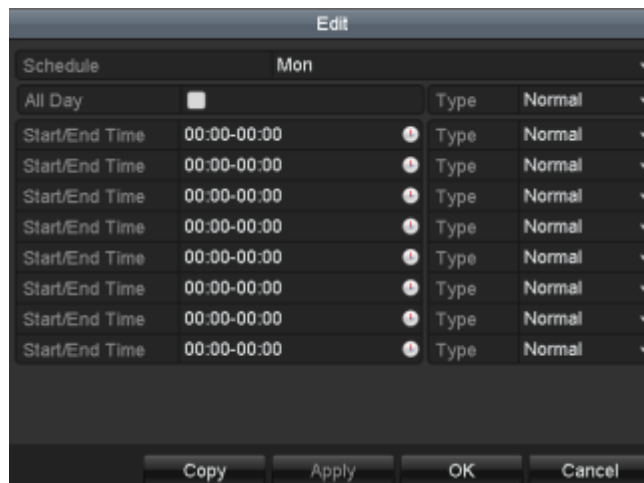 Edit
Schedule Mon
All Day Type Normal
Start/End Time 00:00-00:00 Type Normal
Start/End Time 00:00-00:00 Type Normal
Start/End Time 00:00-00:00 Type Normal
Start/End Time 00:00-00:00 Type Normal
Start/End Time 00:00-00:00 Type Normal
Start/End Time 00:00-00:00 Type Normal
Start/End Time 00:00-00:00 Type Normal
Start/End Time 00:00-00:00 Type Normal
Copy Apply OK Cancel